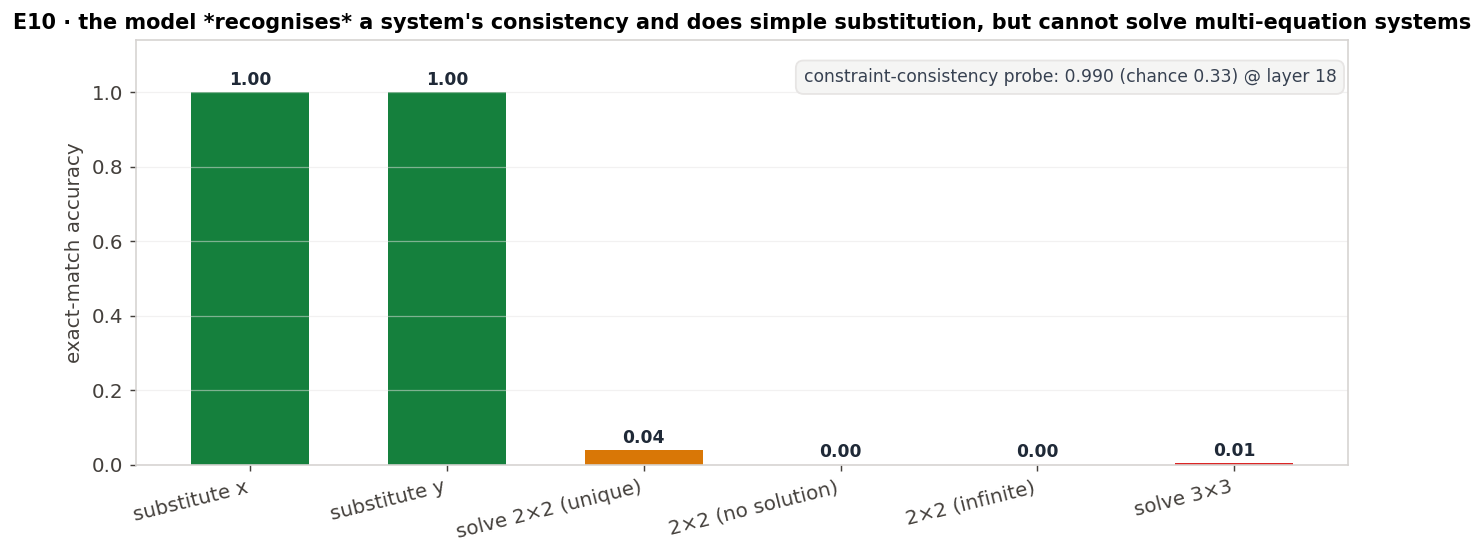 E10 · the model *recognises* a system's consistency and does simple substitution, but cannot solve multi-equation systems
constraint-consistency probe: 0.990 (chance 0.33) @ layer 18
exact-match accuracy
1.0
0.8
0.6
0.4
0.2
0.0
1.00
1.00
0.04
0.00
0.00
0.01
substitute x
substitute y
solve 2×2 (unique)
2×2 (no solution)
2×2 (infinite)
solve 3×3